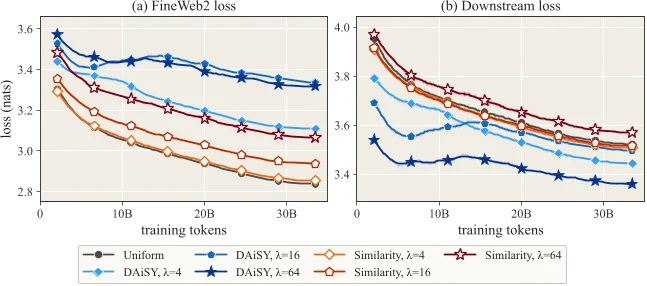 (a) FineWeb2 loss
(b) Downstream loss
loss (nats)
3.6
3.4
3.2
3.0
2.8
4.0
3.8
3.6
3.4
0 10B 20B 30B
0 10B 20B 30B
training tokens
training tokens
Uniform DAiSY, λ=16 Similarity, λ=4 Similarity, λ=64
DAiSY, λ=4 DAiSY, λ=64 Similarity, λ=16